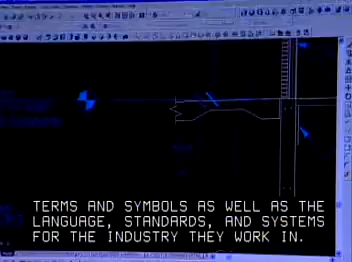 TERMS AND SYMBOLS AS WELL AS THE
LANGUAGE, STANDARDS, AND SYSTEMS
FOR THE INDUSTRY THEY WORK IN.